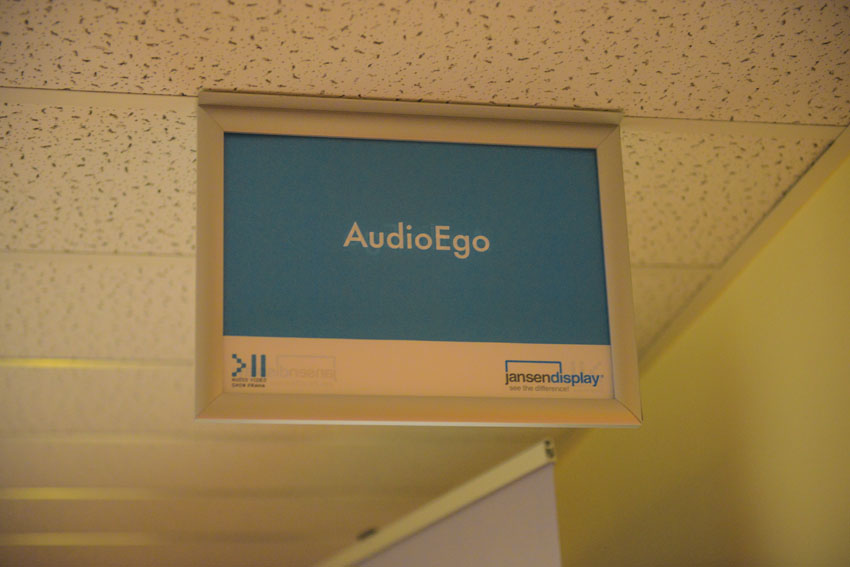 AudioEgo
jansendisplay
see the difference!